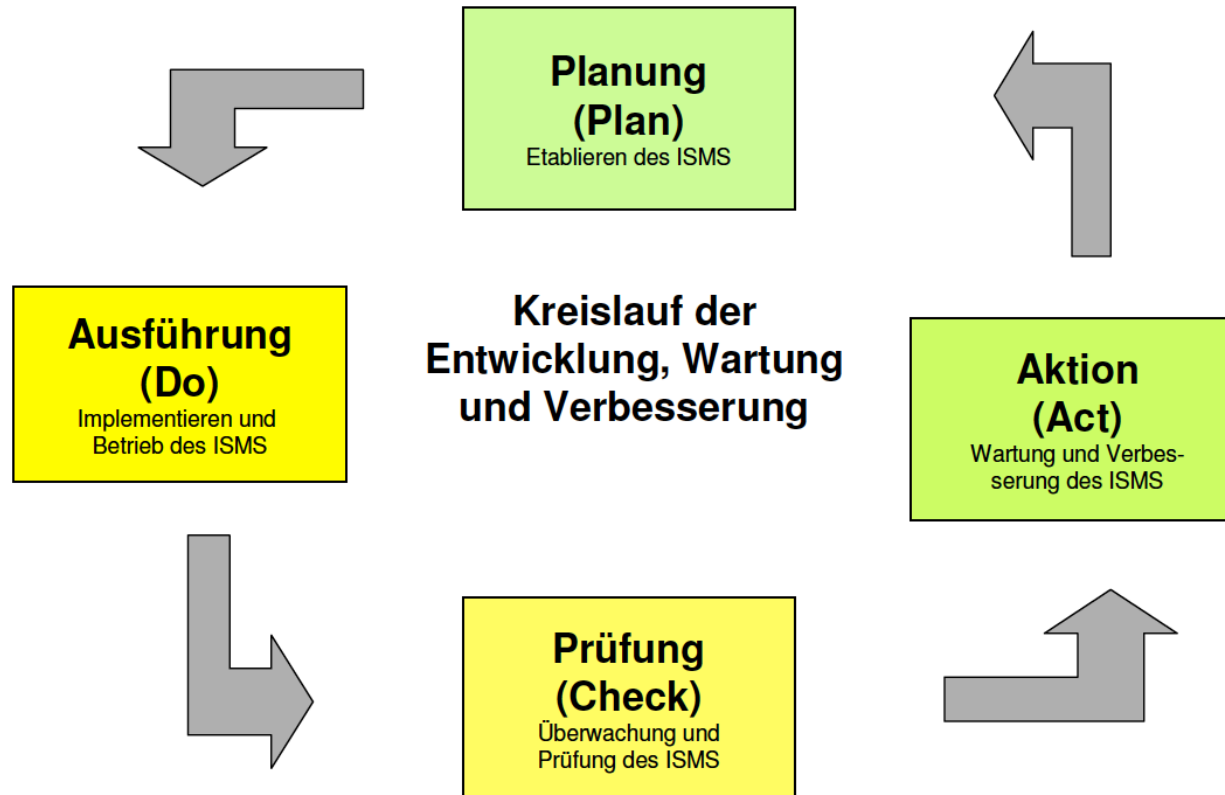 Planung
(Plan)
Etablieren des ISMS
Ausführung
(Do)
Implementieren und
Betrieb des ISMS
Kreislauf der
Entwicklung, Wartung
und Verbesserung
Aktion
(Act)
Wartung und Verbes-
serung des ISMS
Prüfung
(Check)
Überwachung und
Prüfung des ISMS